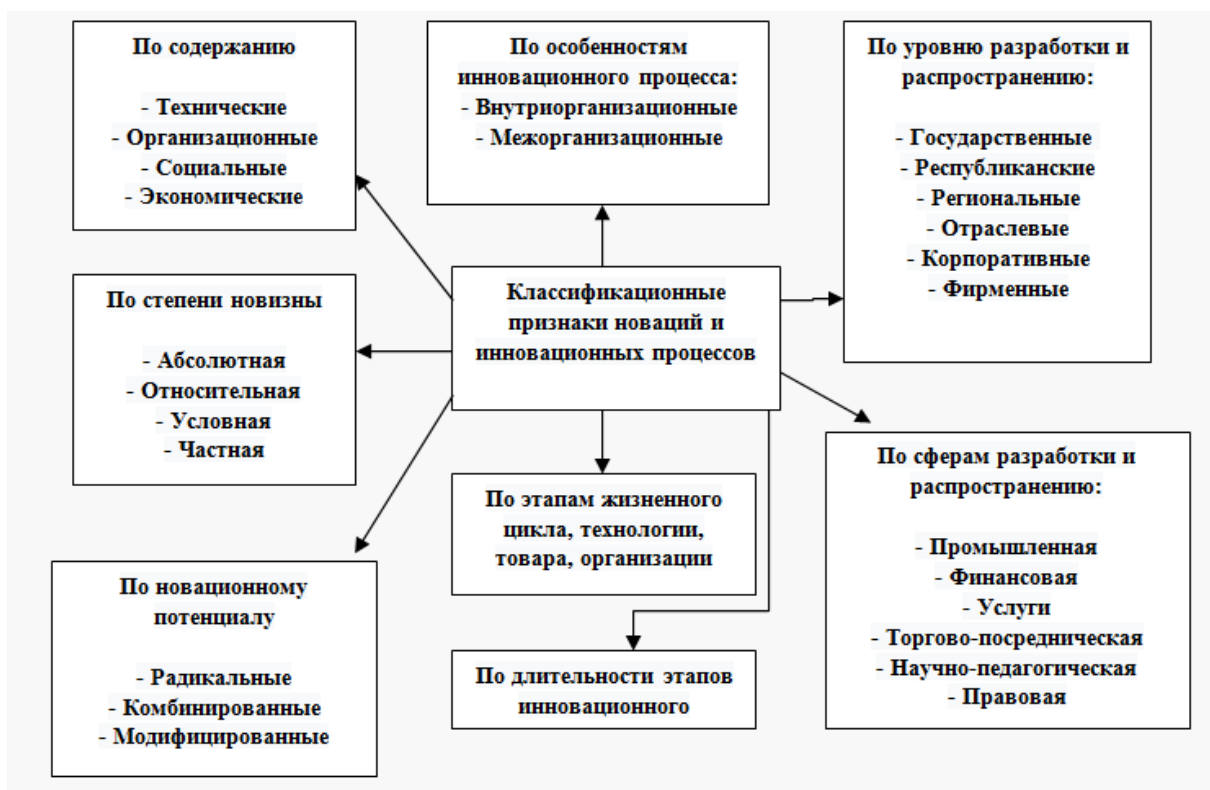 По содержанию
- Технические
- Организационные
- Социальные
- Экономические
По особенностям
инновационного процесса:
- Внутриорганизационные
- Межорганизационные
По уровню разработки и
распространению:
- Государственные
- Республиканские
- Региональные
- Отраслевые
- Корпоративные
- Фирменные
По степени новизны
- Абсолютная
- Относительная
- Условная
- Частная
Классификационные
признаки новаций и
инновационных процессов
По сферам разработки и
распространению:
- Промышленная
- Финансовая
- Услуги
- Торгово-посредническая
- Научно-педагогическая
- Правовая
По этапам жизненного
цикла, технологии,
товара, организации
По новационному
потенциалу
- Радикальные
- Комбинированные
- Модифицированные
По длительности этапов
инновационного